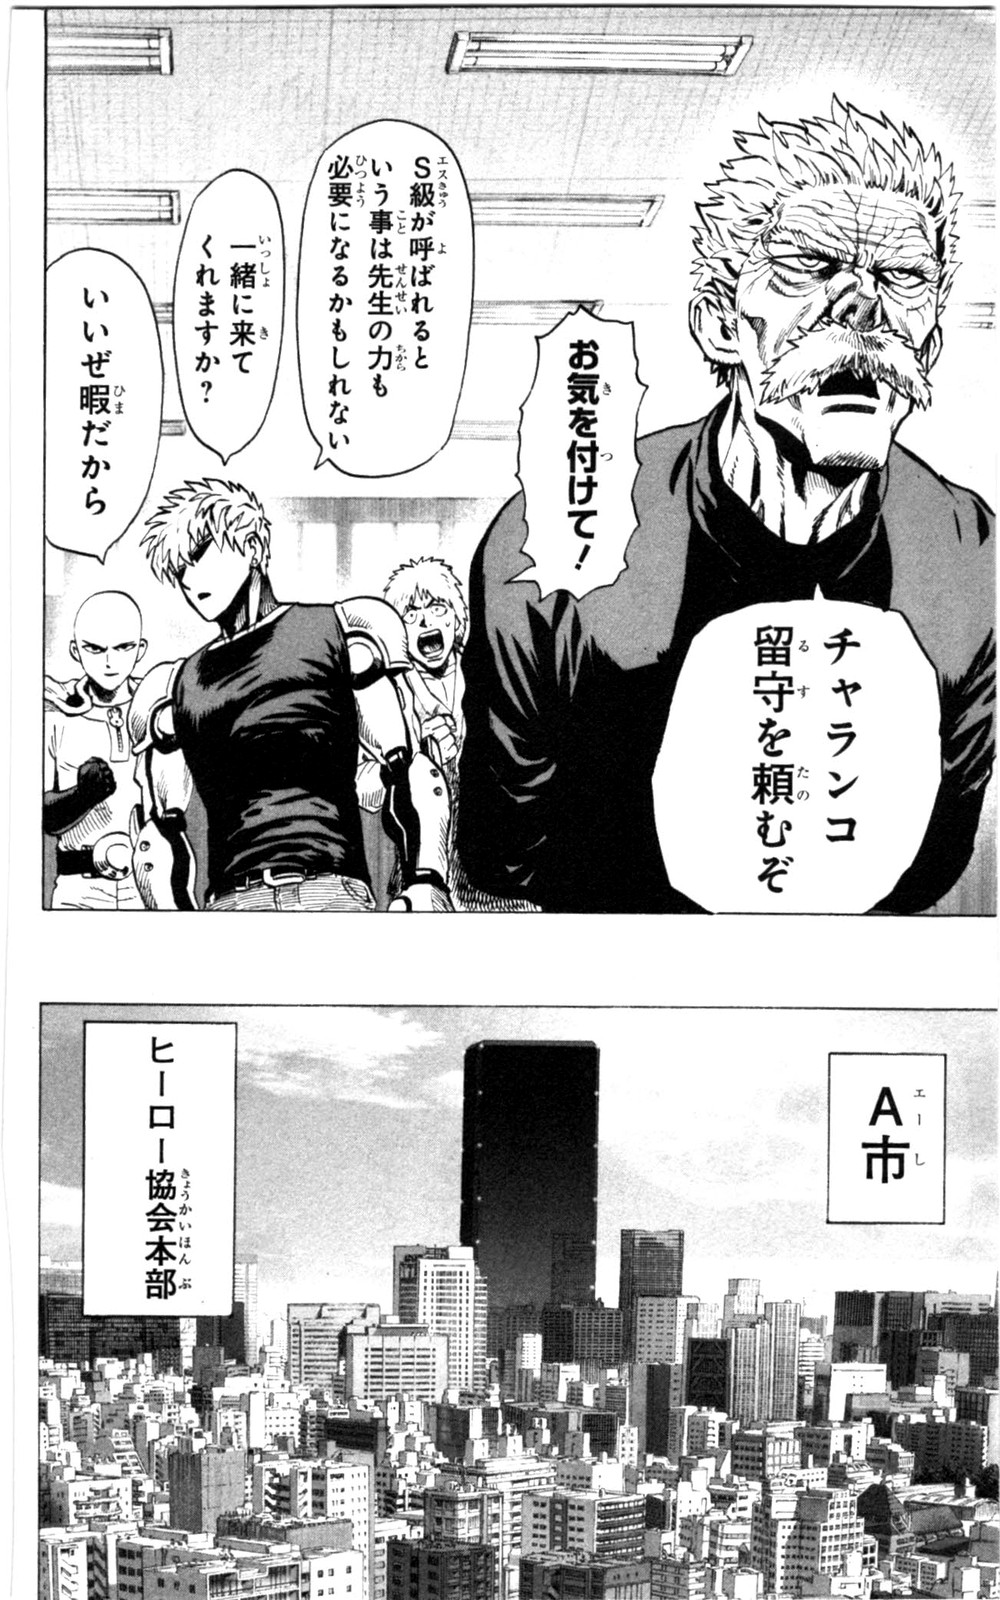 チャランコ
留守を頼むぞ
お気を付けて！
S級が呼ばれると
いう事は先生の力も
必要になるかもしれない
一緒に来て
くれますか？
いいぜ暇だから
A市
ヒーロー協会本部